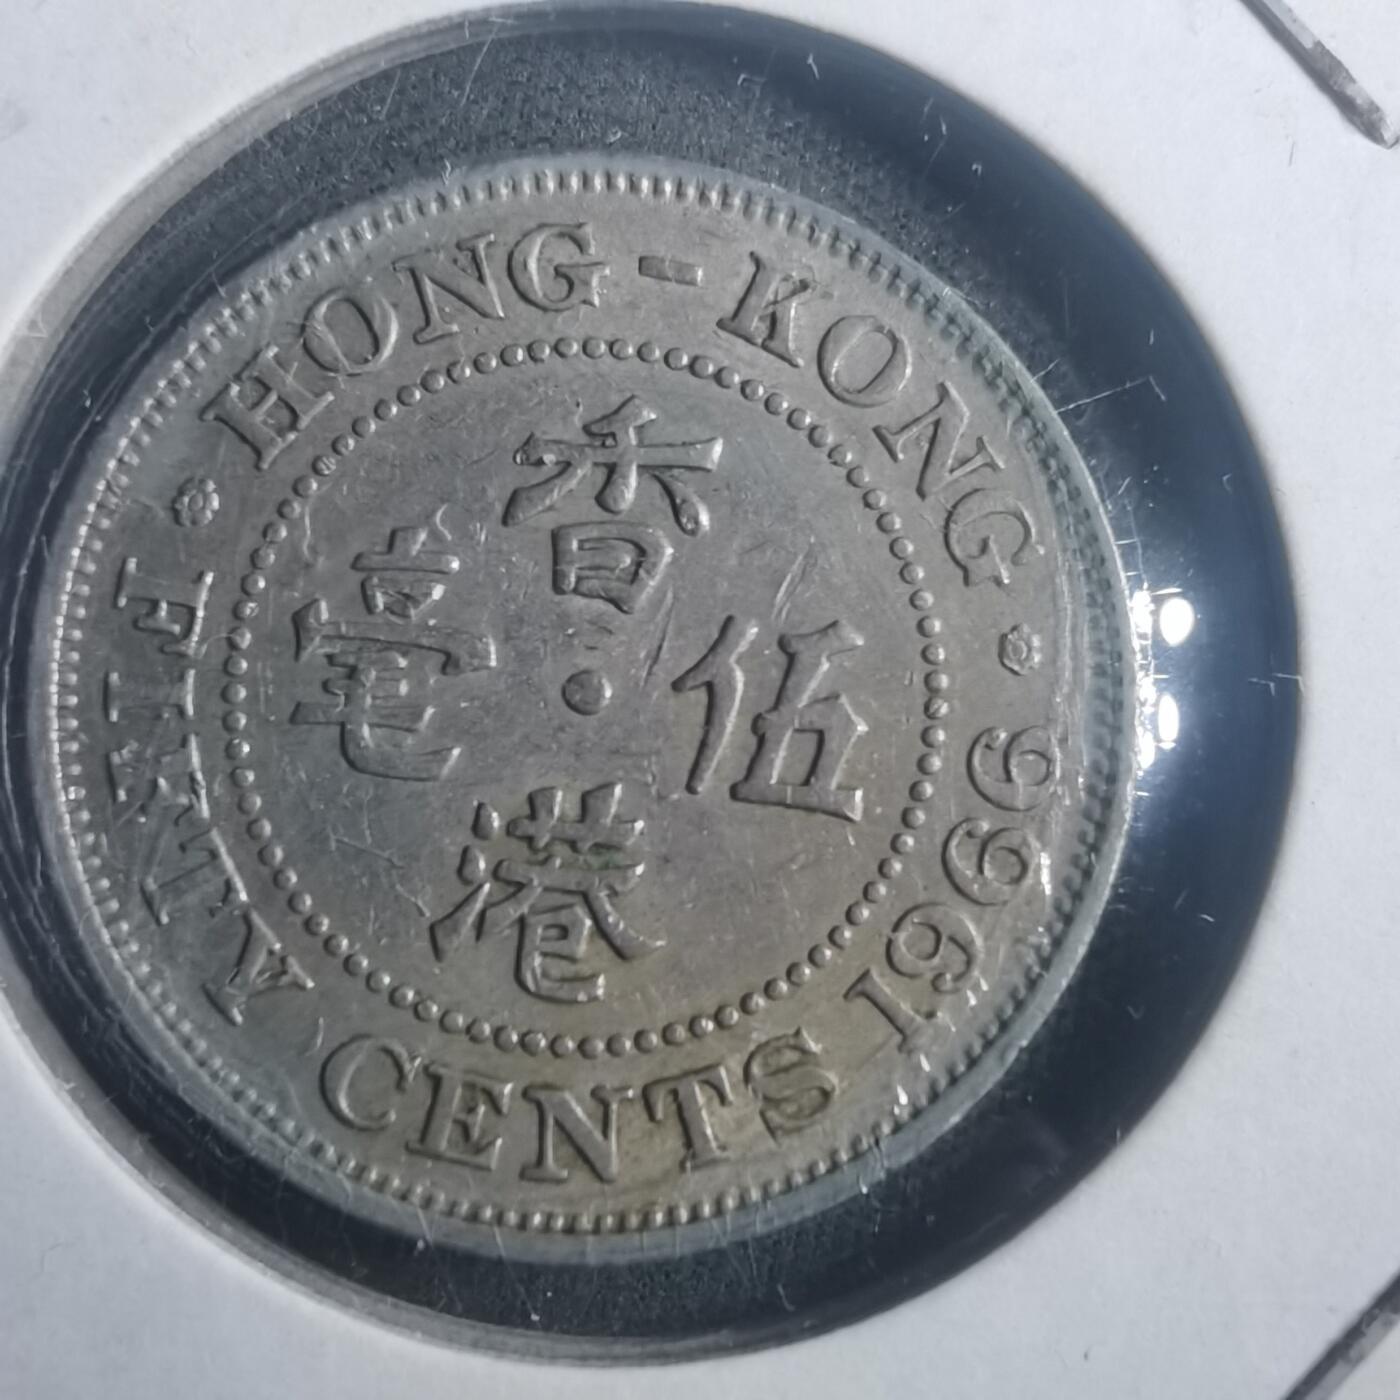 HONG-KONG
香港
伍毫
FIFTY CENTS 1966